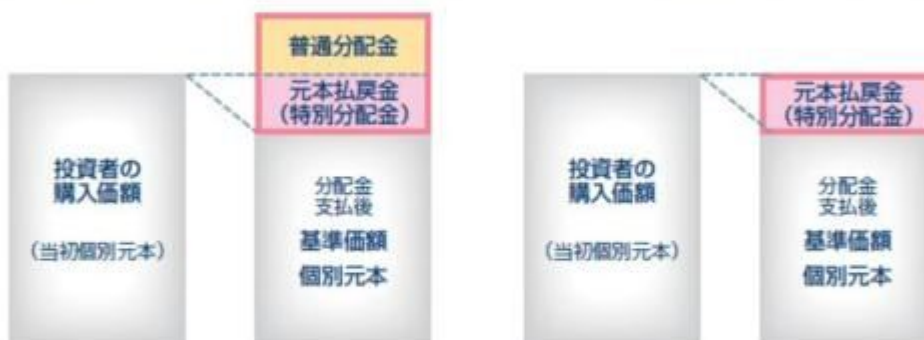 普通分配金
元本払戻金
（特別分配金）
投資者の
購入価額
（当初個別元本）
分配金
支払後
基準価額
個別元本
元本払戻金
（特別分配金）
投資者の
購入価額
（当初個別元本）
分配金
支払後
基準価額
個別元本